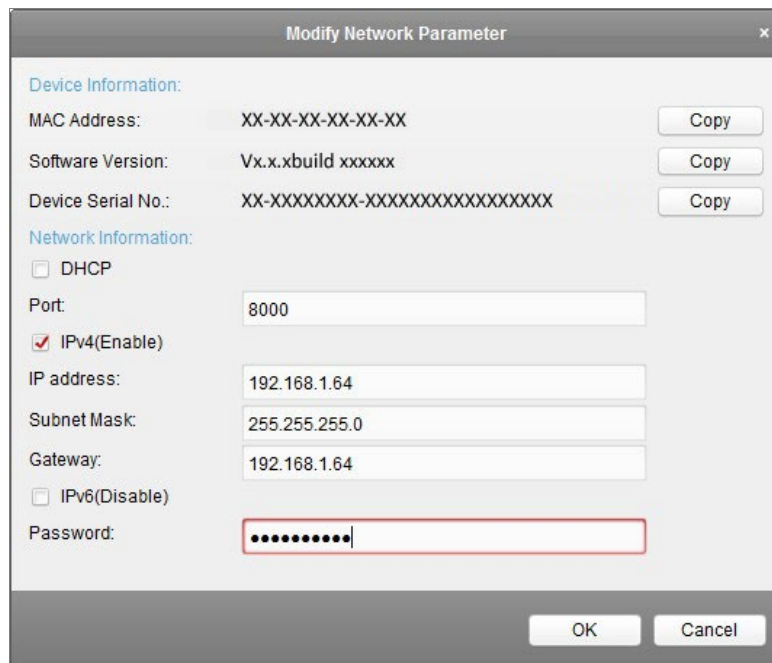 Modify Network Parameter ×
Device Information:
MAC Address: XX-XX-XX-XX-XX-XX Copy
Software Version: Vx.x.xbuild xxxxxx Copy
Device Serial No.: XX-XXXXXXXX-XXXXXXXXXXXXXXXXX Copy
Network Information:
DHCP
Port: 8000
IPv4(Enable)
IP address: 192.168.1.64
Subnet Mask: 255.255.255.0
Gateway: 192.168.1.64
IPv6(Disable)
Password: ●●●●●●●●●●
OK Cancel